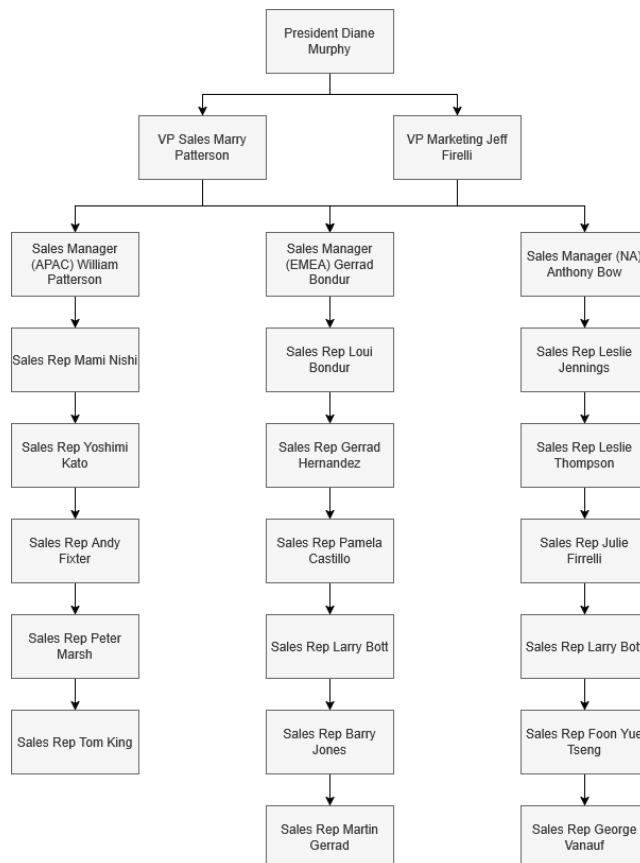 President Diane
Murphy
VP Sales Marry
Patterson
VP Marketing Jeff
Firelli
Sales Manager
(APAC) William
Patterson
Sales Manager
(EMEA) Gerrad
Bondur
Sales Manager (NA)
Anthony Bow
Sales Rep Mami Nishi
Sales Rep Loui
Bondur
Sales Rep Leslie
Jennings
Sales Rep Yoshimi
Kato
Sales Rep Gerrad
Hernandez
Sales Rep Leslie
Thompson
Sales Rep Andy
Fixter
Sales Rep Pamela
Castillo
Sales Rep Julie
Firrelli
Sales Rep Peter
Marsh
Sales Rep Larry Bott
Sales Rep Larry Bott
Sales Rep Tom King
Sales Rep Barry
Jones
Sales Rep Foon Yue
Tseng
Sales Rep Martin
Gerrad
Sales Rep George
Vanauf